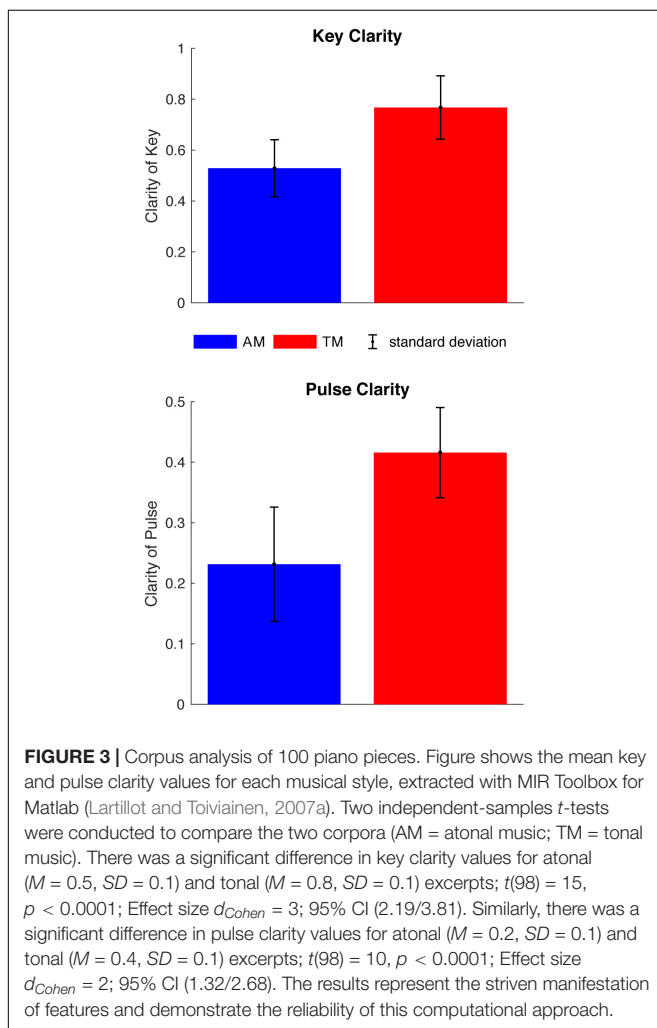 Key Clarity
1
0.8
0.6
0.4
0.2
0
Clarity of Key
AM TM standard deviation
Pulse Clarity
0.5
0.4
0.3
0.2
0.1
0
Clarity of Pulse
FIGURE 3 | Corpus analysis of 100 piano pieces. Figure shows the mean key
and pulse clarity values for each musical style, extracted with MIR Toolbox for
Matlab (Lartillot and Toiviainen, 2007a). Two independent-samples t-tests
were conducted to compare the two corpora (AM = atonal music; TM = tonal
music). There was a significant difference in key clarity values for atonal
(M = 0.5, SD = 0.1) and tonal (M = 0.8, SD = 0.1) excerpts; t(98) = 15,
p < 0.0001; Effect size dCohen = 3; 95% CI (2.19/3.81). Similarly, there was a
significant difference in pulse clarity values for atonal (M = 0.2, SD = 0.1) and
tonal (M = 0.4, SD = 0.1) excerpts; t(98) = 10, p < 0.0001; Effect size
dCohen = 2; 95% CI (1.32/2.68). The results represent the striven manifestation
of features and demonstrate the reliability of this computational approach.